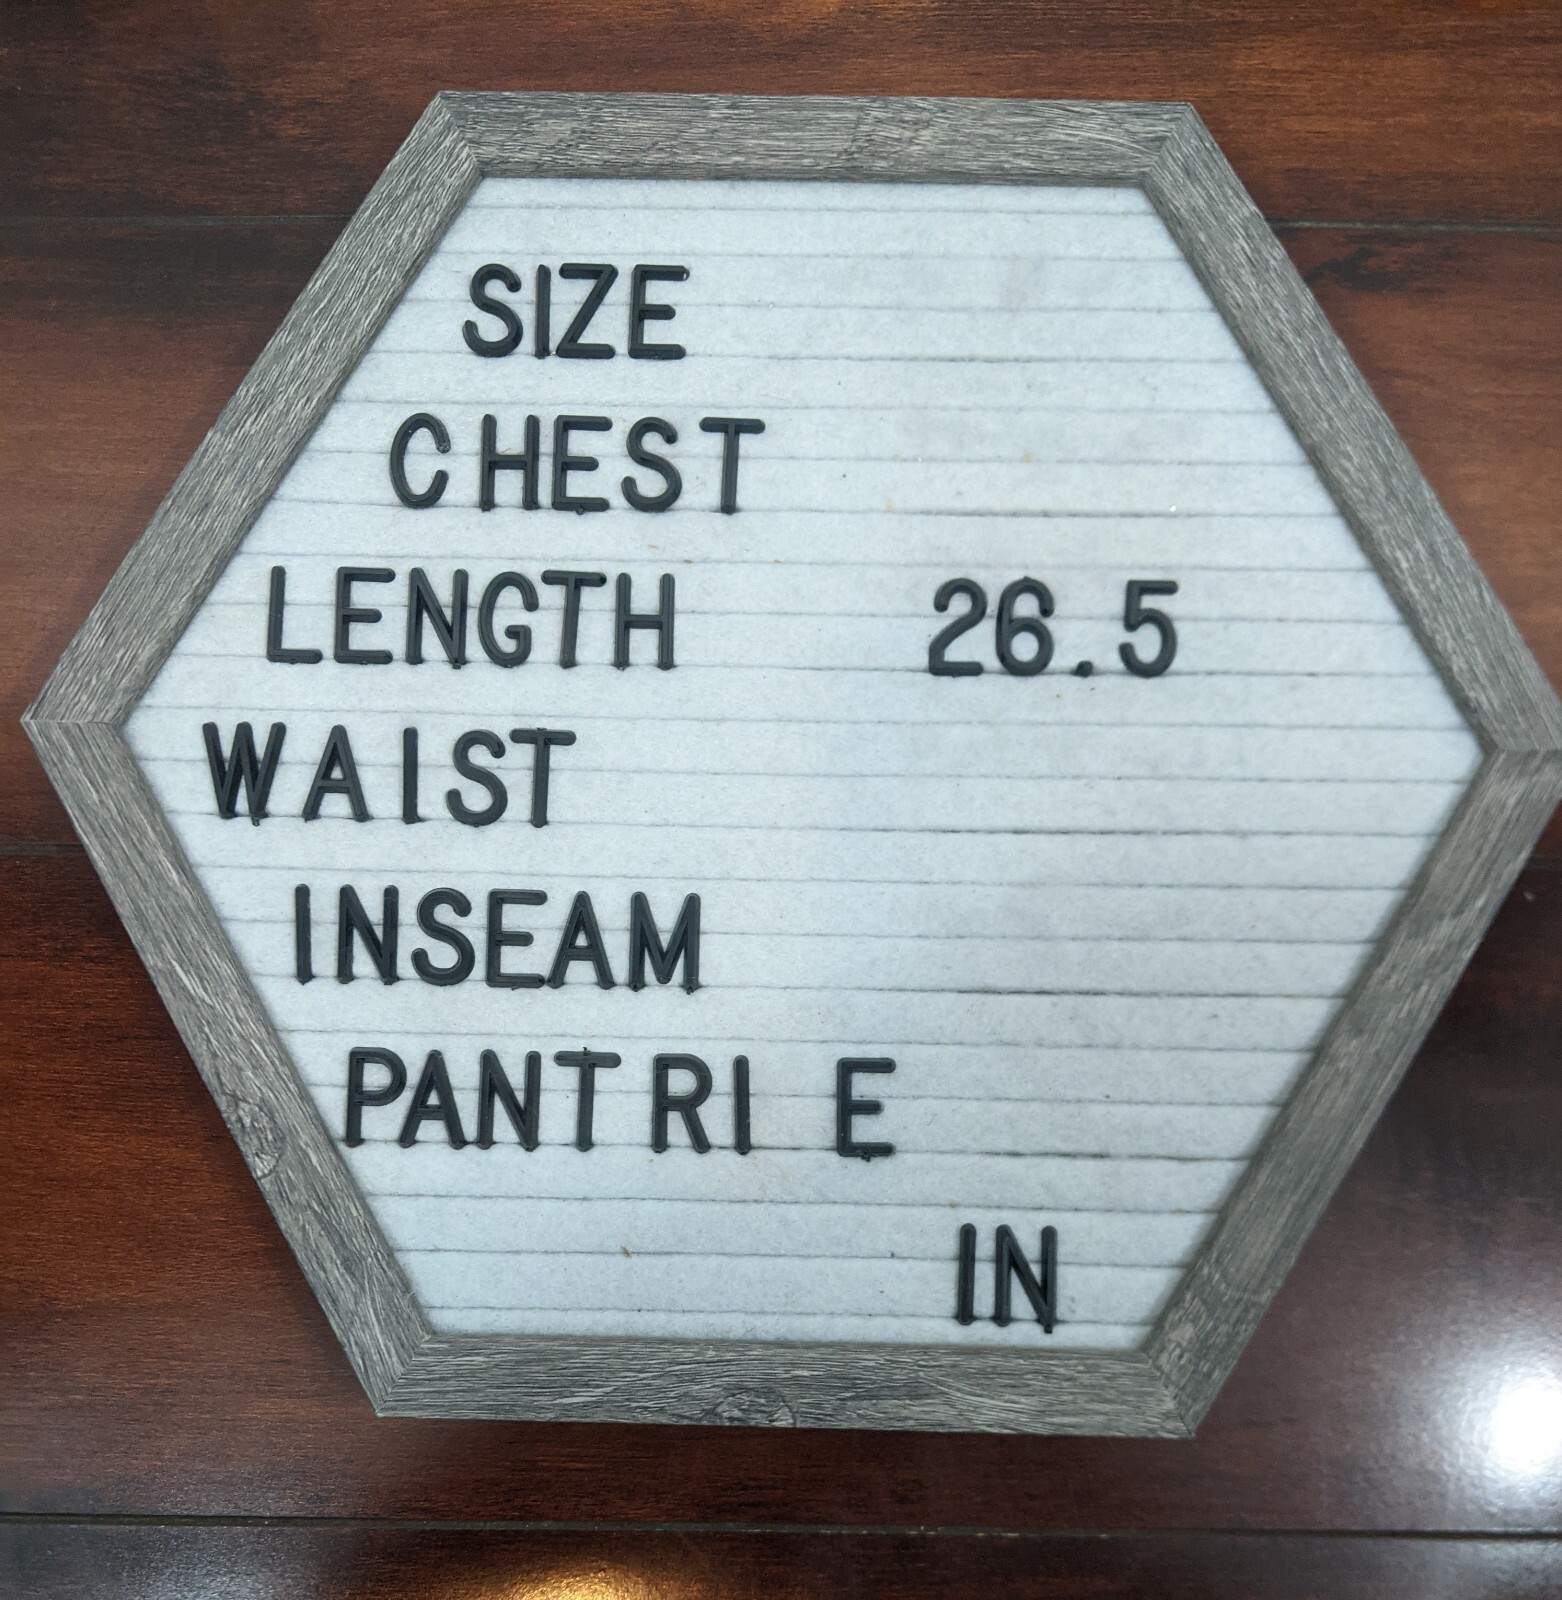 SIZE
CHEST
LENGTH 26.5
WAIST
INSEAM
PANT RI E
IN